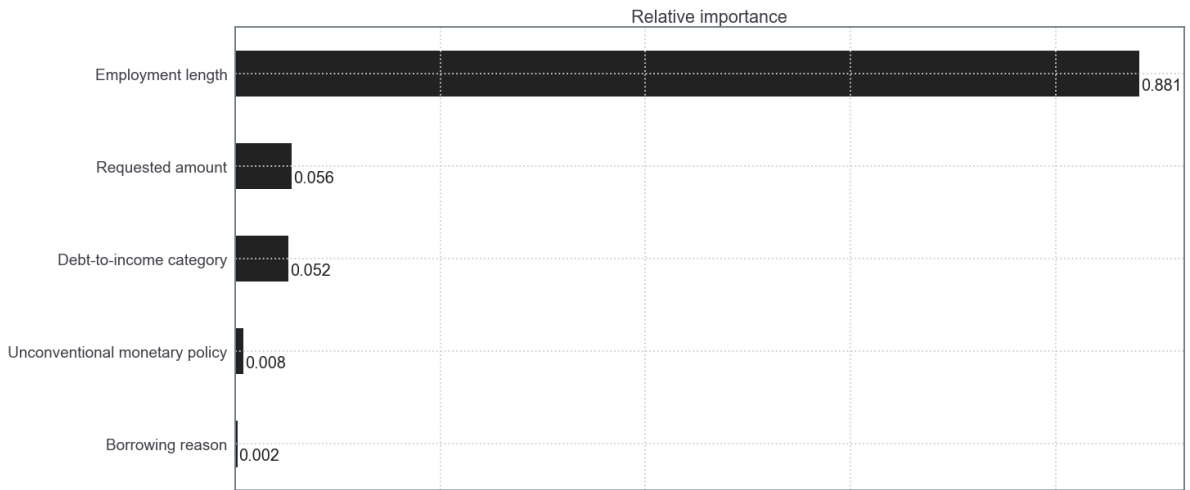 Relative importance
Employment length
0.881
Requested amount
0.056
Debt-to-income category
0.052
Unconventional monetary policy
0.008
Borrowing reason
0.002